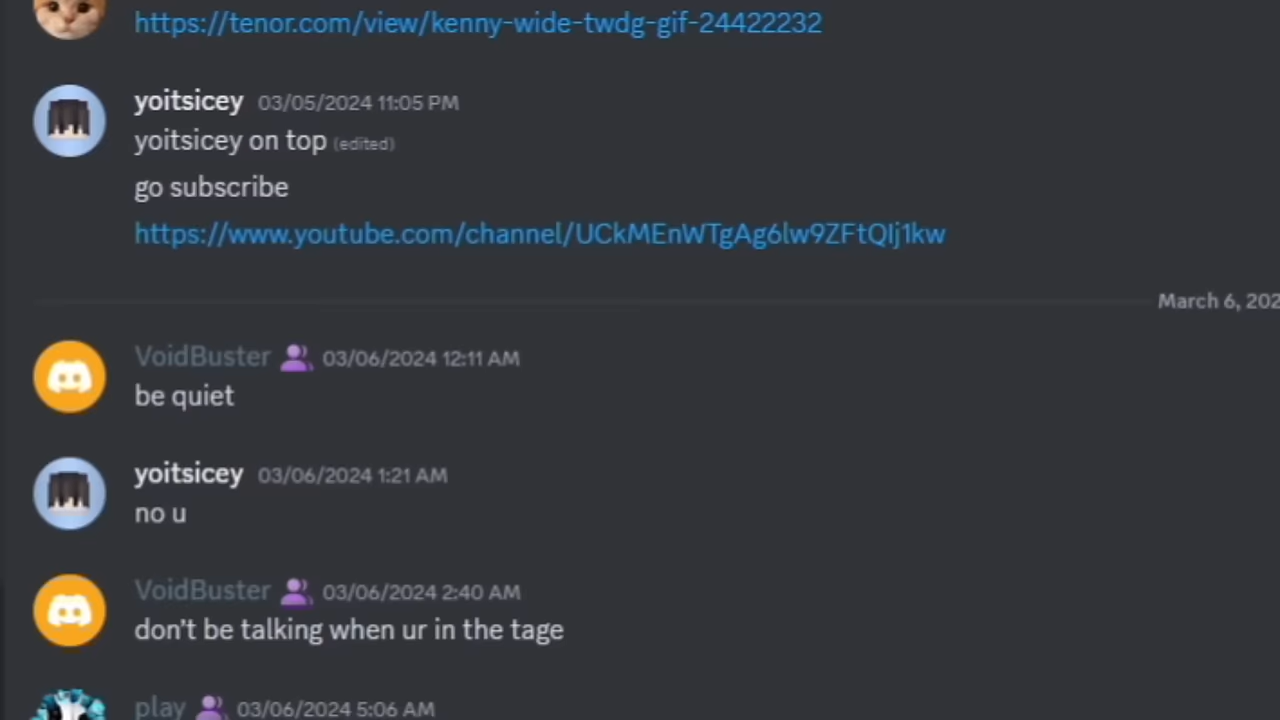 https://tenor.com/view/kenny-wide-twdg-gif-24422232
yoitsicey 03/05/2024 11:05 PM
yoitsicey on top (edited)
go subscribe
https://www.youtube.com/channel/UCkMEnWTgAg6lw9ZFtQIj1kw
March 6, 202
VoidBuster 03/06/2024 12:11 AM
be quiet
yoitsicey 03/06/2024 1:21 AM
no u
VoidBuster 03/06/2024 2:40 AM
don't be talking when ur in the tage
play 03/06/2024 5:06 AM